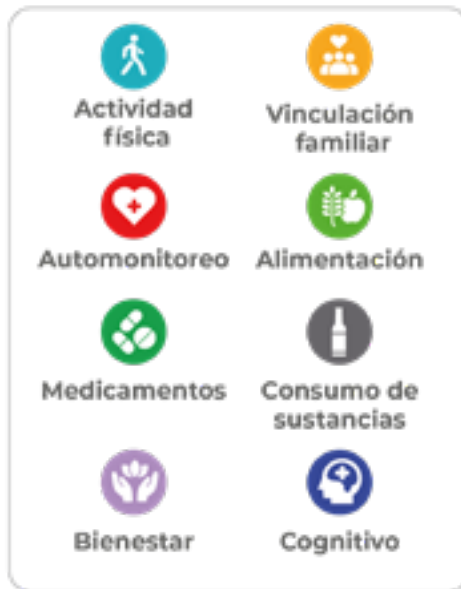 Actividad
física
Vinculación
familiar
Automonitoreo
Alimentación
Medicamentos
Consumo de
sustancias
Bienestar
Cognitivo